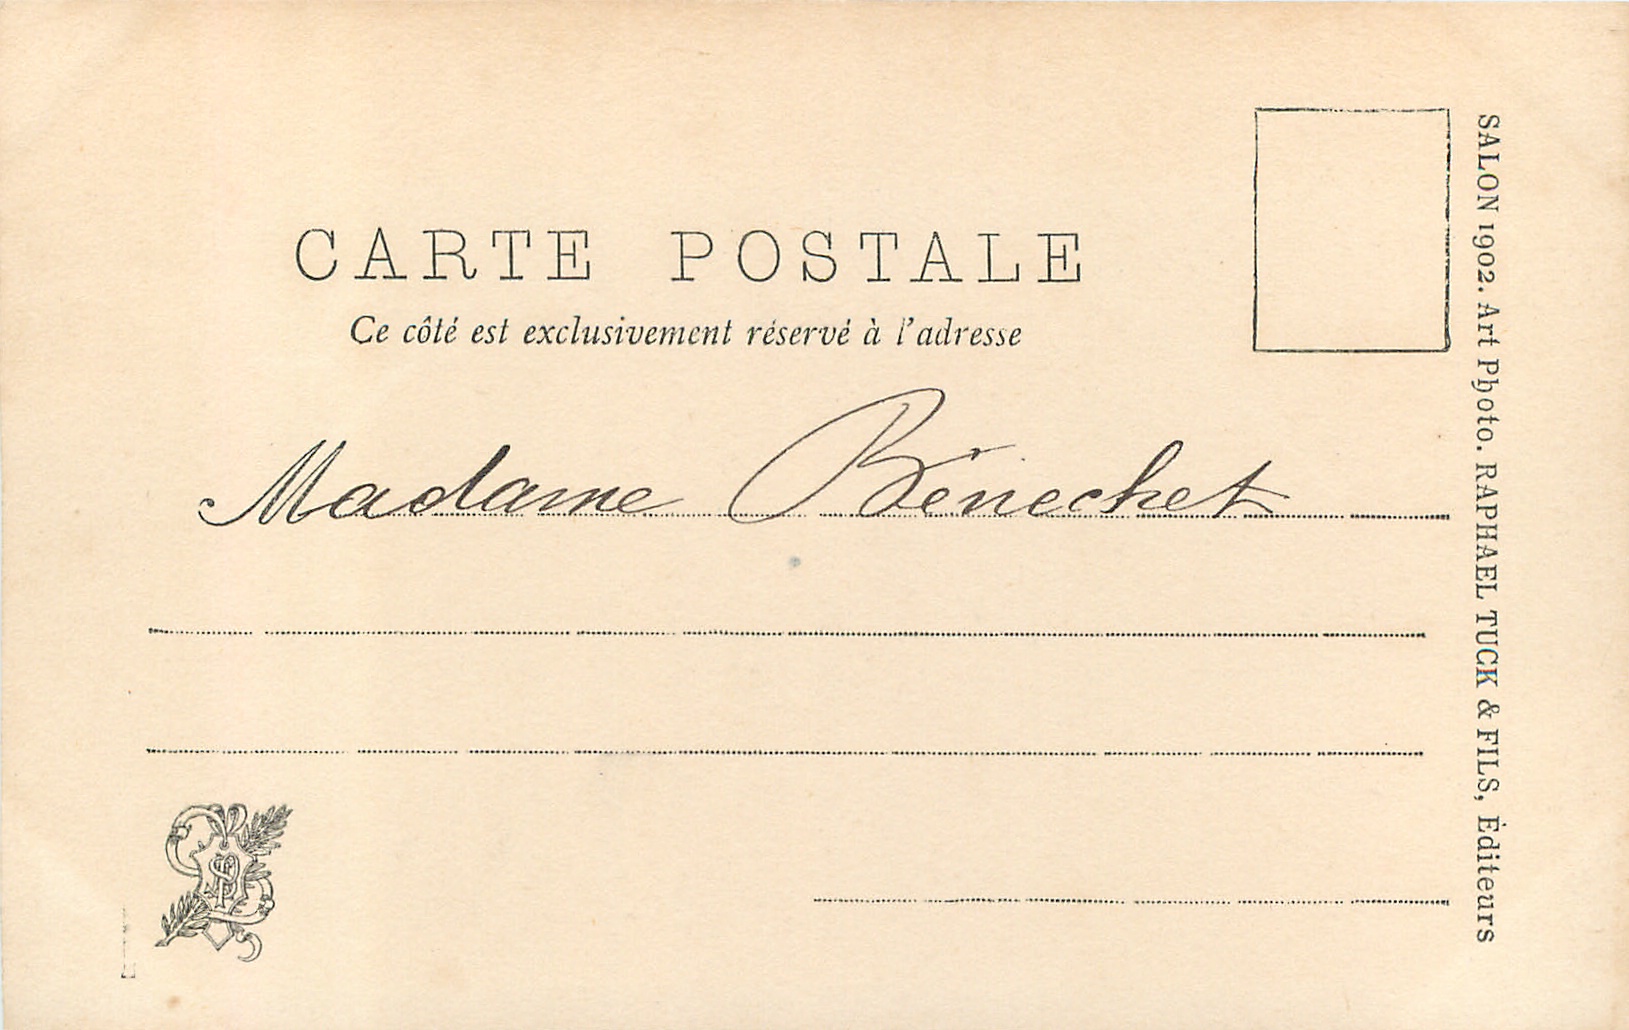 CARTE POSTALE
Ce côté est exclusivement réservé à l'adresse
Madame Bénechet
SALON 1902. Art Photo. RAPHAEL TUCK & FILS, Éditeurs